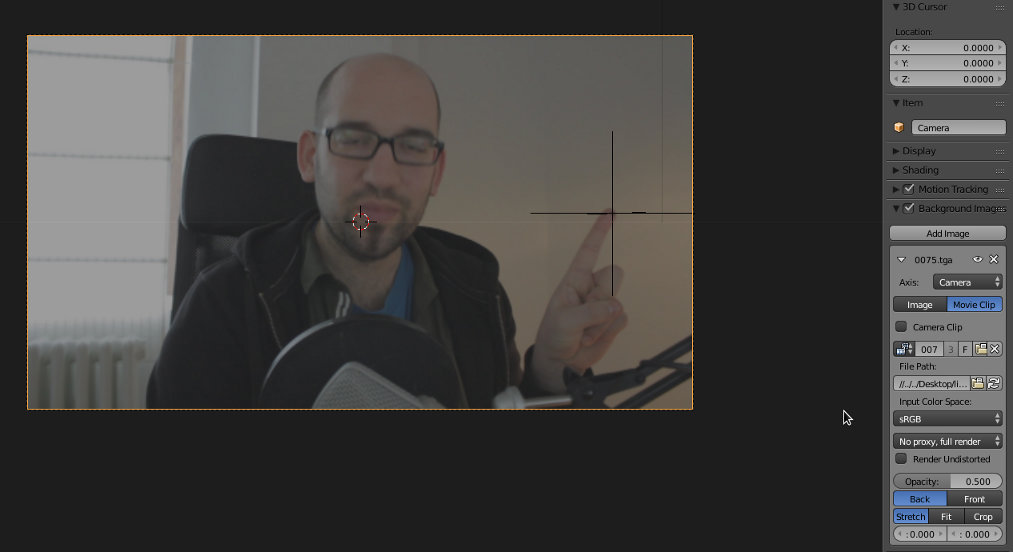 3D Cursor
Location:
X: 0.0000
Y: 0.0000
Z: 0.0000
Item
Camera
Display
Shading
Motion Tracking
Background Images
Add Image
0075.tga
Axis: Camera
Image Movie Clip
Camera Clip
007 3 F
File Path:
//../../Desktop/li...
Input Color Space:
sRGB
No proxy, full render
Render Undistorted
Opacity: 0.500
Back Front
Stretch Fit Crop
: 0.000 : 0.000